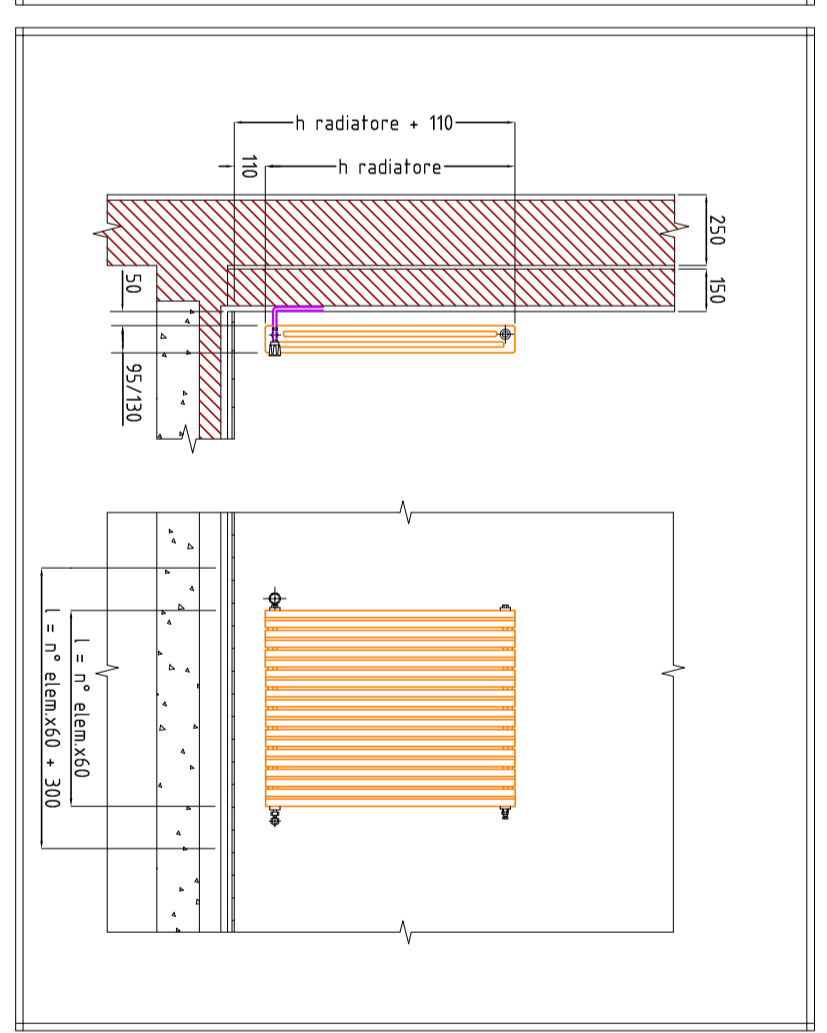 h radiatore + 110
h radiatore
110
250
150
50
95/130
l = n° elem.x60
l = n° elem.x60 + 300